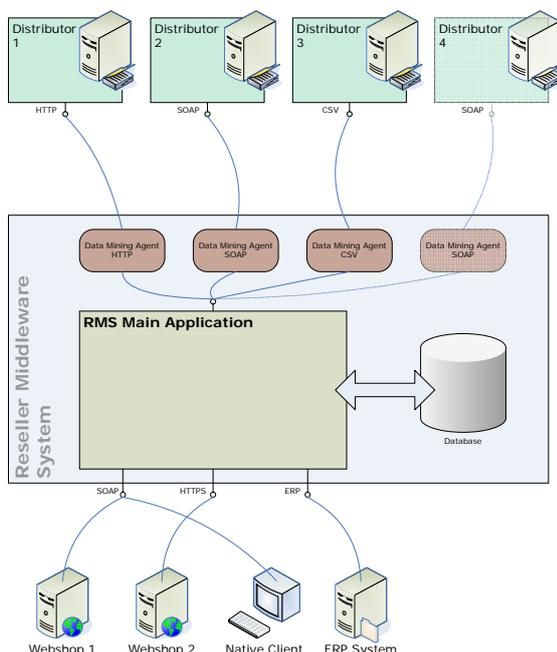 Distributor
1
Distributor
2
Distributor
3
Distributor
4
HTTP
SOAP
CSV
SOAP
Data Mining Agent
HTTP
Data Mining Agent
SOAP
Data Mining Agent
CSV
Data Mining Agent
SOAP
Reseller Middleware
System
RMS Main Application
Database
SOAP
HTTPS
ERP
Webshop 1
Webshop 2
Native Client
ERP System